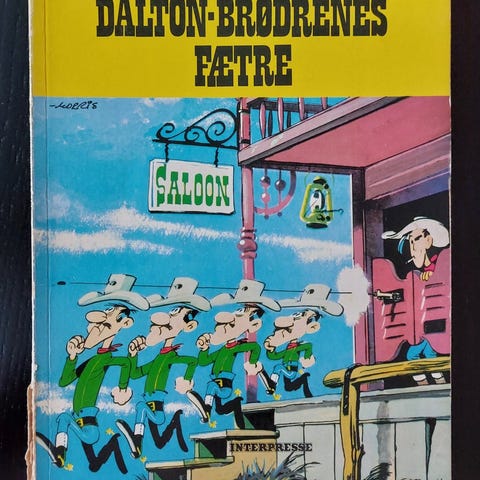 DALTON-BRØDRENES
FÆTRE
-MORRIS
SALOON
INTERPRESSE